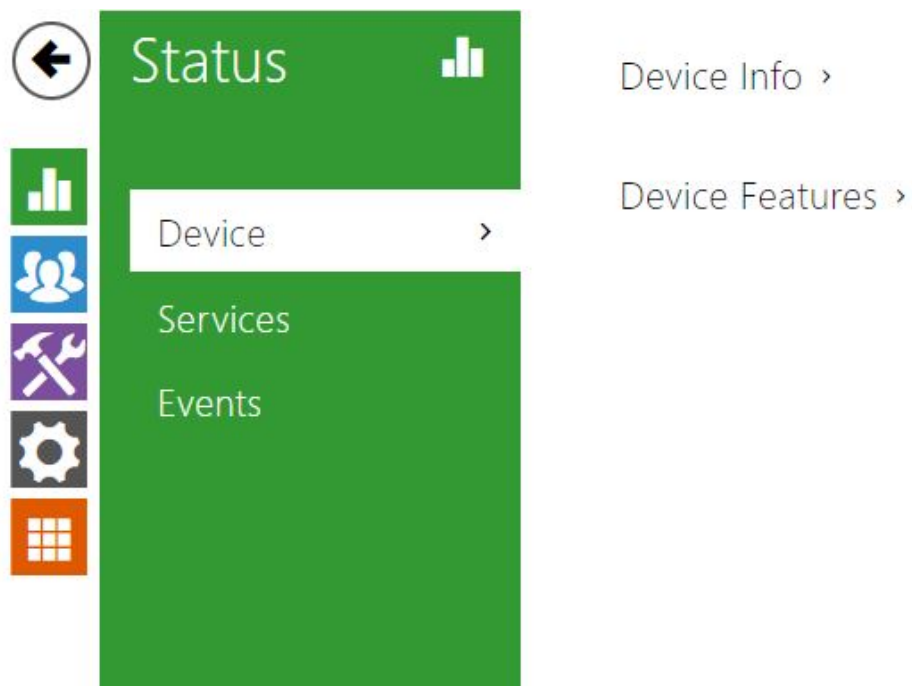 Status
Device >
Services
Events
Device Info >
Device Features >